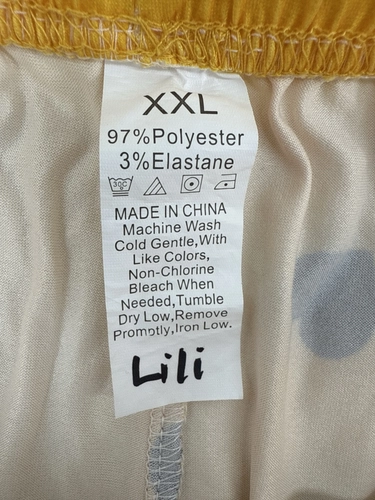 XXL
97%Polyester
3%Elastane
30C
MADE IN CHINA
Machine Wash
Cold Gentle,With
Like Colors,
Non-Chlorine
Bleach When
Needed,Tumble
Dry Low,Remove
Promptly,Iron Low.
Lili